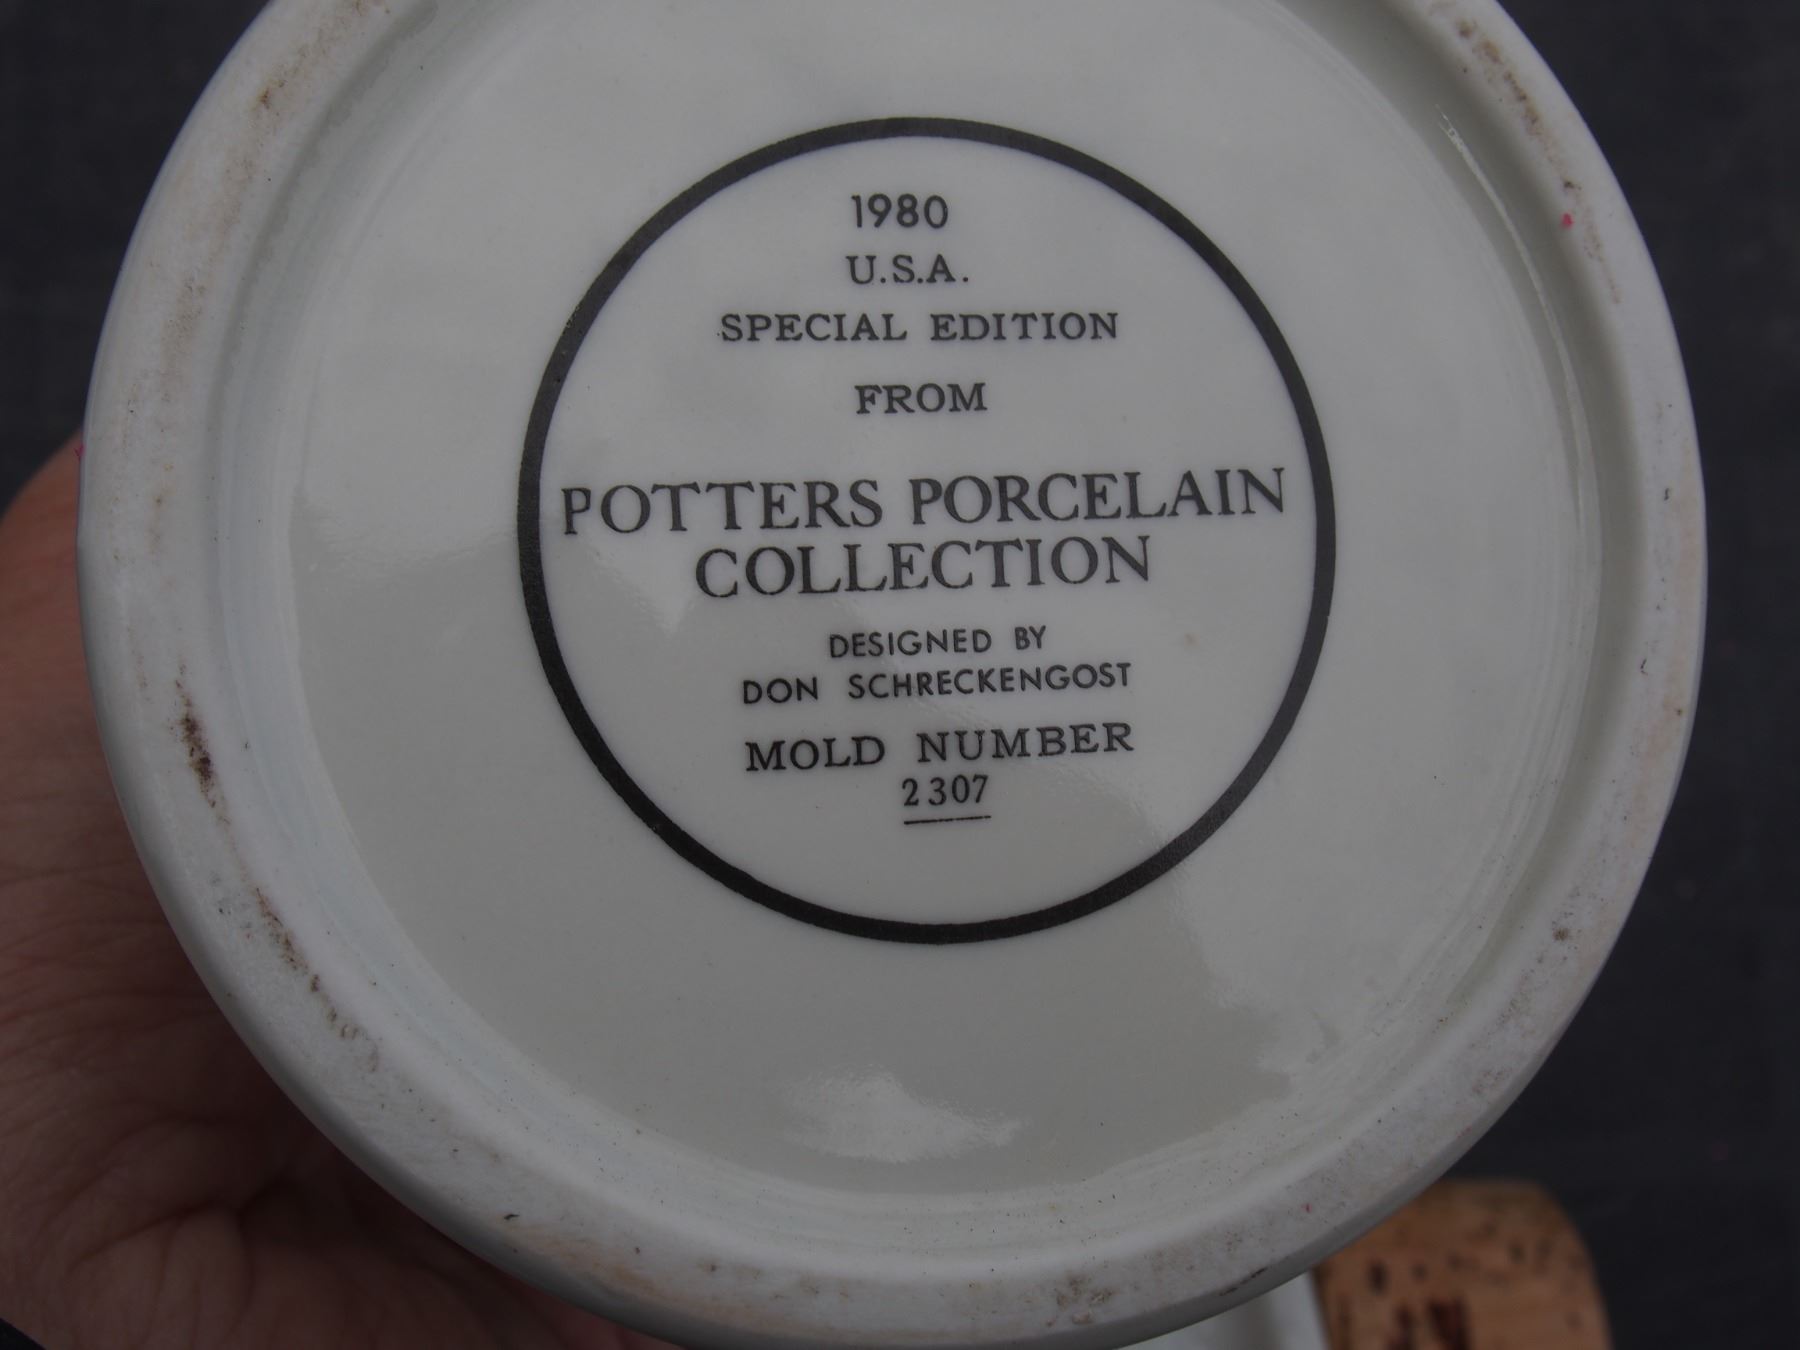 1980
U.S.A.
SPECIAL EDITION
FROM
POTTERS PORCELAIN
COLLECTION
DESIGNED BY
DON SCHRECKENGOST
MOLD NUMBER
2307